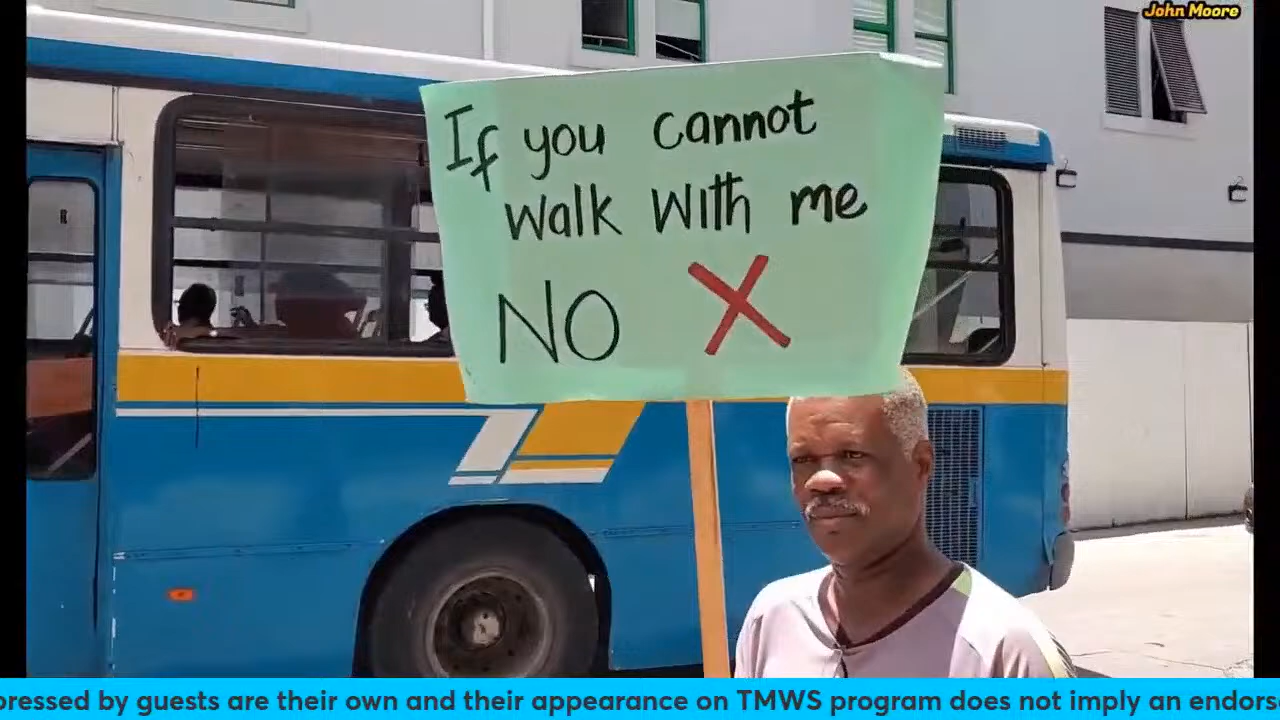 John Moore
If you cannot
walk with me
NO X
pressed by guests are their own and their appearance on TMWS program does not imply an endors